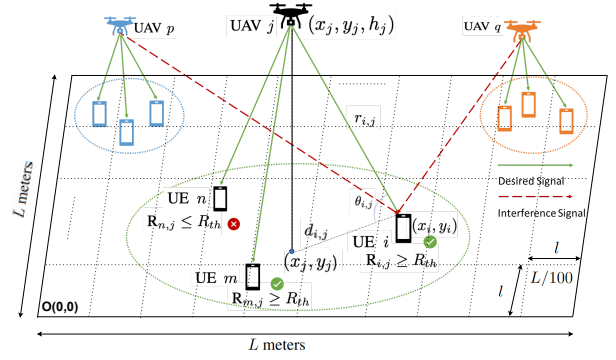 UAV p
UAV j
(x_j, y_j, h_j)
UAV q
r_{i,j}
L meters
UE n
R_{n,j} ≤ R_{th}
θ_{i,j}
d_{i,j}
(x_i, y_i)
UE i
R_{i,j} ≥ R_{th}
(x_j, y_j)
UE m
R_{m,j} ≥ R_{th}
Desired Signal
Interference Signal
l
L/100
l
O(0,0)
L meters